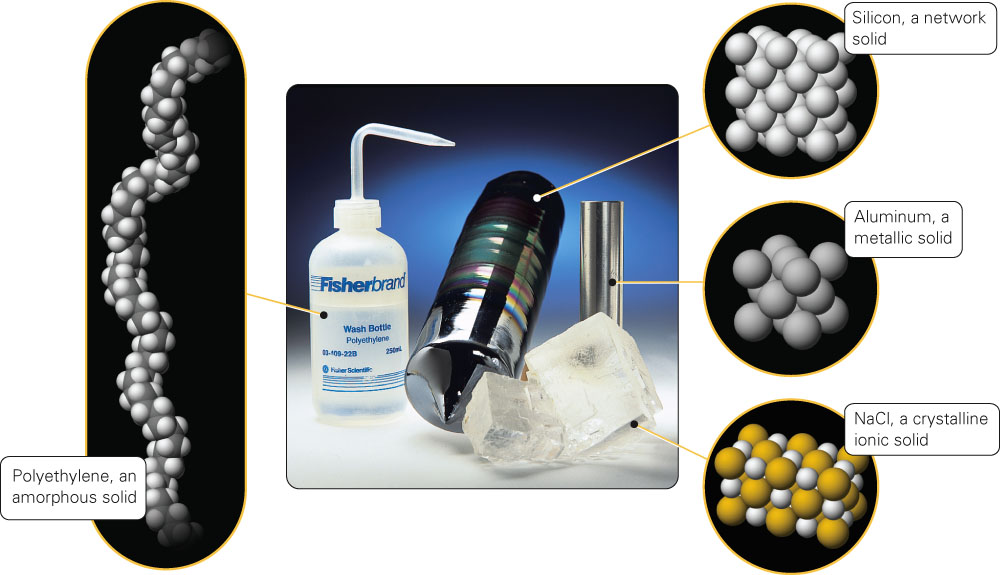 Silicon, a network
solid
Aluminum, a
metallic solid
NaCl, a crystalline
ionic solid
Polyethylene, an
amorphous solid
Fisherbrand
Wash Bottle
Polyethylene
03-409-22B 250mL
Fisher Scientific